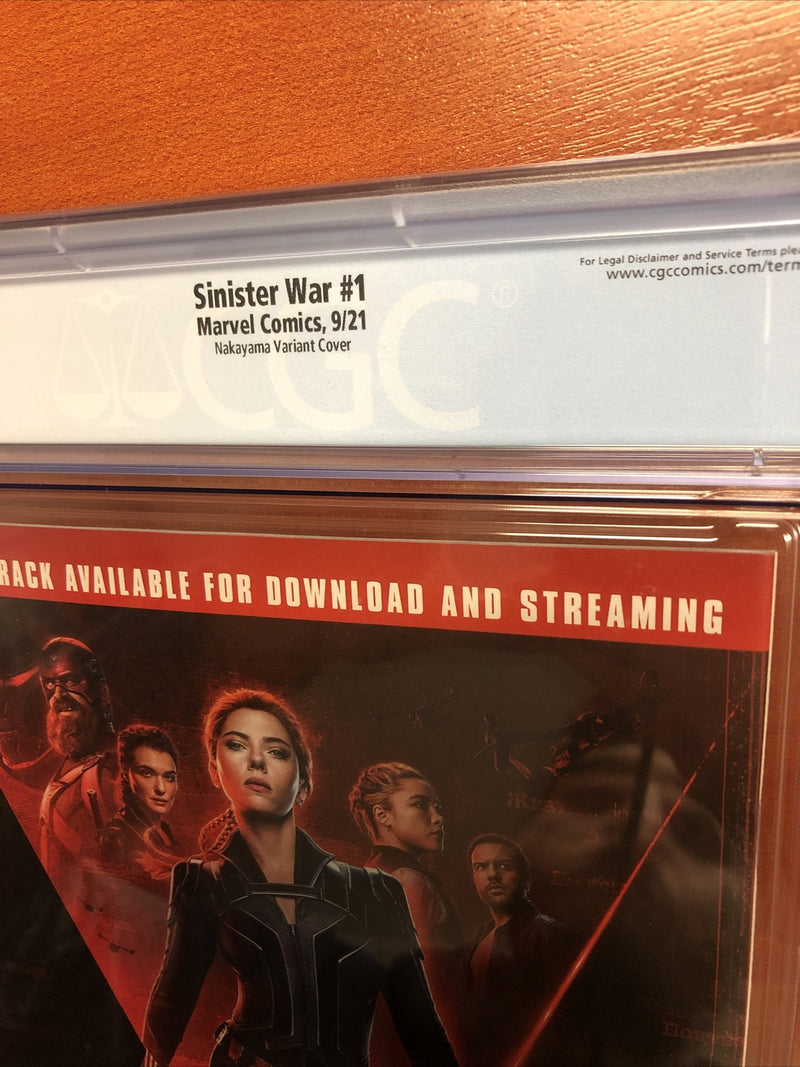 Sinister War #1
Marvel Comics, 9/21
Nakayama Variant Cover
For Legal Disclaimer and Service Terms
www.cgccomics.com/term
CGC®
RACK AVAILABLE FOR DOWNLOAD AND STREAMING